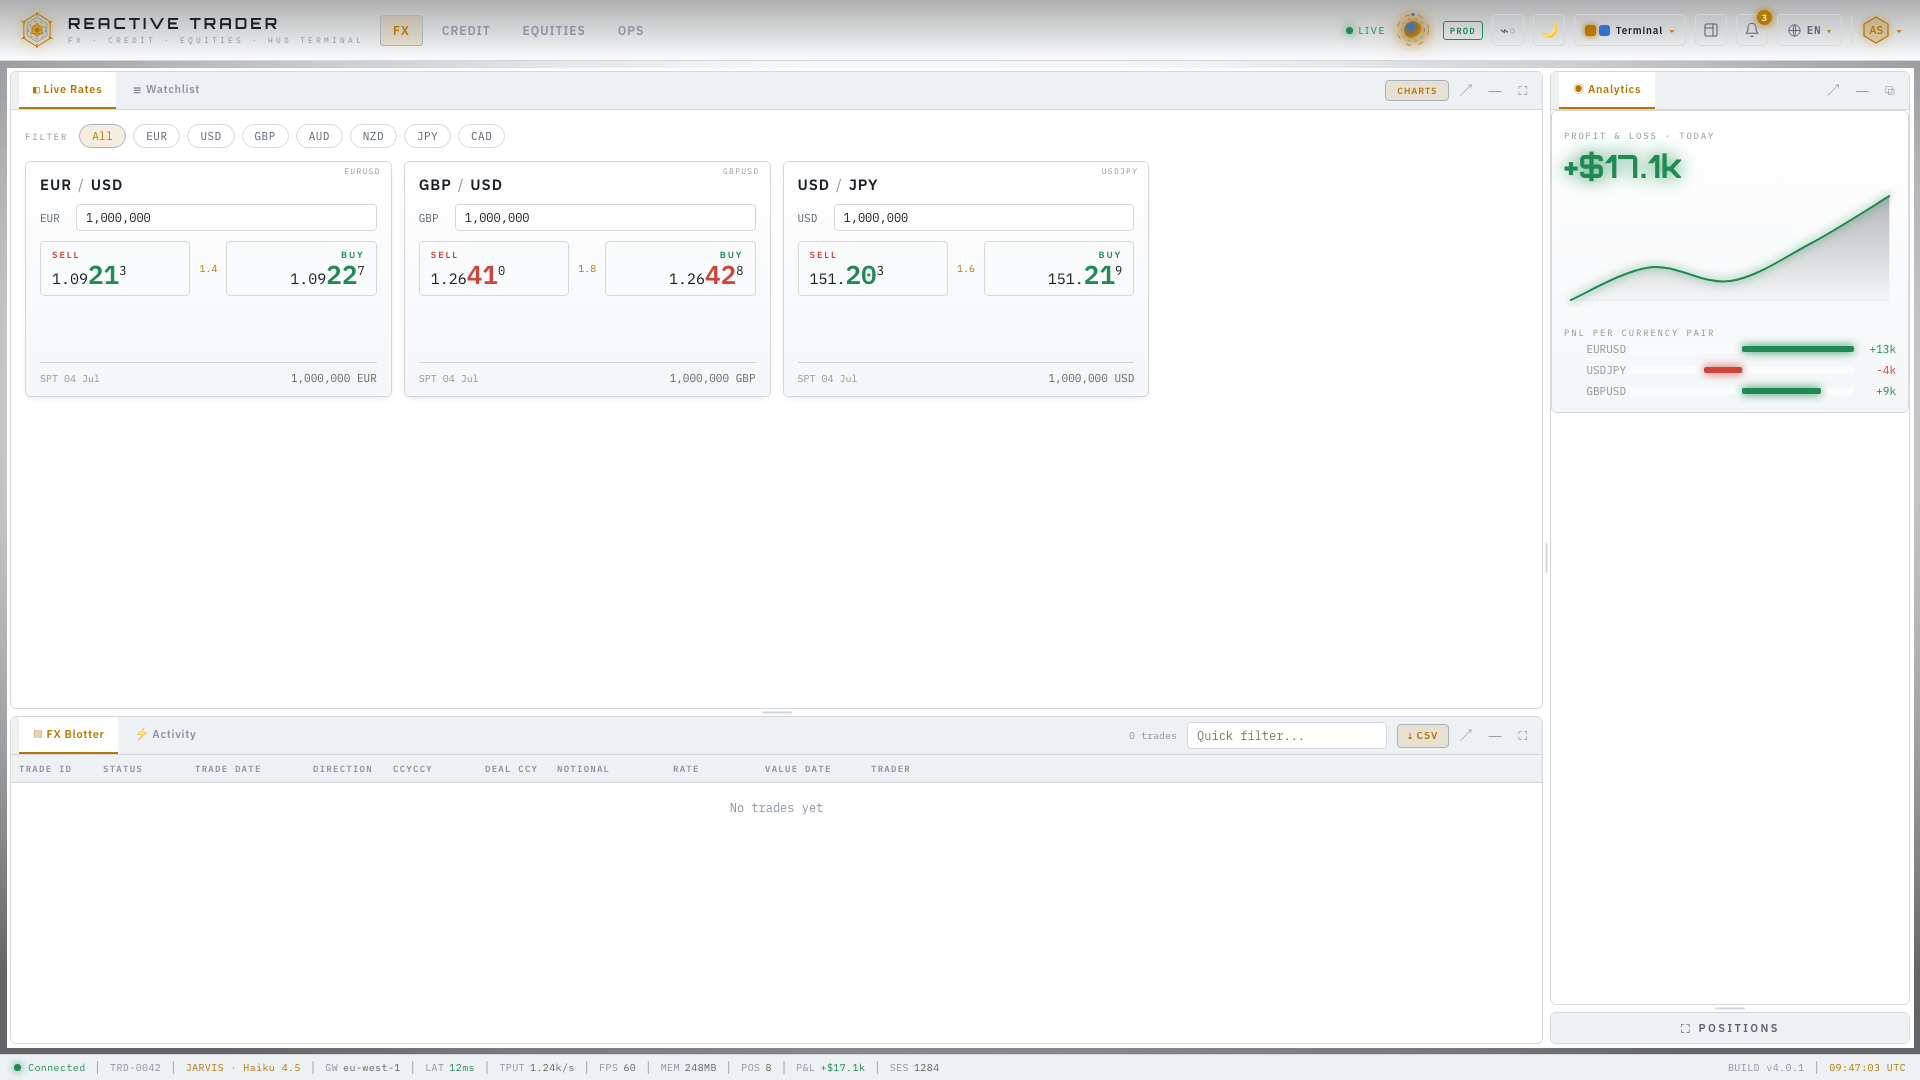 REACTIVE TRADER
FX · CREDIT · EQUITIES · HUD TERMINAL
FX CREDIT EQUITIES OPS
LIVE PROD Terminal 3 EN AS
Live Rates Watchlist CHARTS
FILTER All EUR USD GBP AUD NZD JPY CAD
EURUSD
EUR / USD
EUR 1,000,000
SELL BUY
1.09213 1.4 1.09227
SPT 04 Jul 1,000,000 EUR
GBPUSD
GBP / USD
GBP 1,000,000
SELL BUY
1.26410 1.8 1.26428
SPT 04 Jul 1,000,000 GBP
USDJPY
USD / JPY
USD 1,000,000
SELL BUY
151.203 1.6 151.219
SPT 04 Jul 1,000,000 USD
Analytics
PROFIT & LOSS · TODAY
+$17.1k
PNL PER CURRENCY PAIR
EURUSD +13k
USDJPY -4k
GBPUSD +9k
POSITIONS
FX Blotter Activity 0 trades Quick filter... ↓ CSV
TRADE ID STATUS TRADE DATE DIRECTION CCYCCY DEAL CCY NOTIONAL RATE VALUE DATE TRADER
No trades yet
Connected TRD-0042 JARVIS · Haiku 4.5 GW eu-west-1 LAT 12ms TPUT 1.24k/s FPS 60 MEM 248MB POS 8 P&L +$17.1k SES 1284 BUILD v4.0.1 09:47:03 UTC